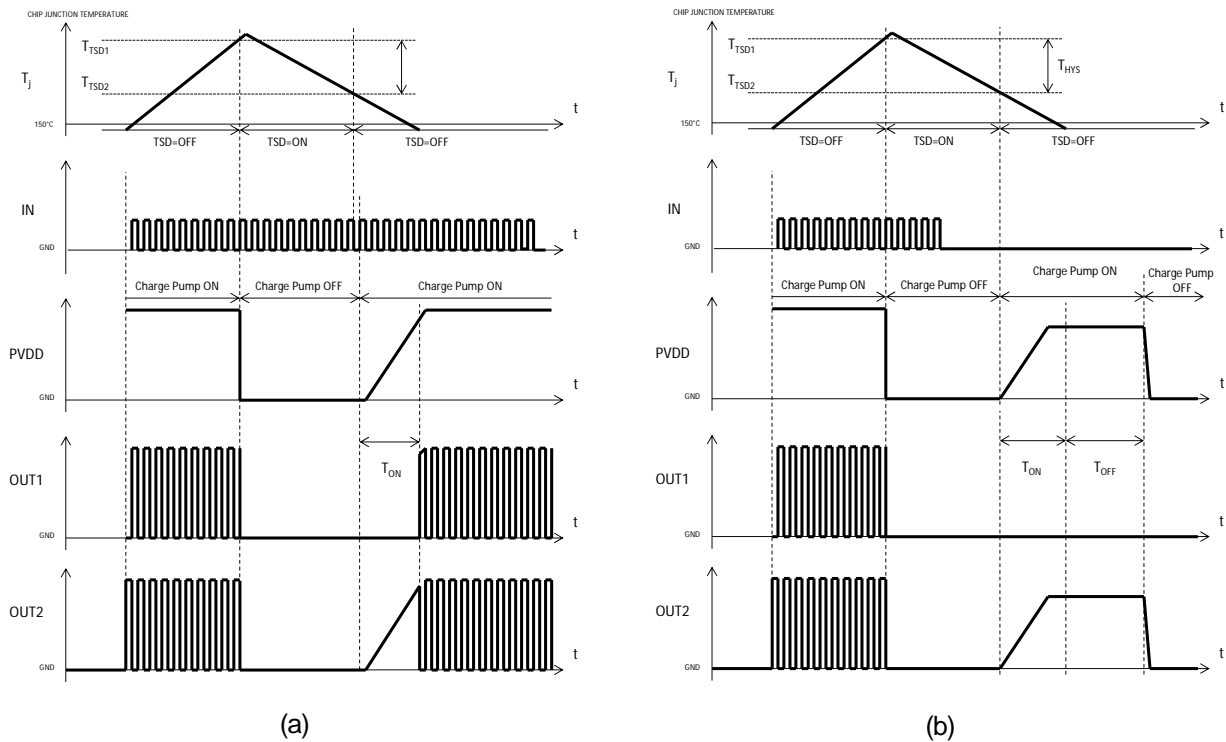 CHIP JUNCTION TEMPERATURE
TTSD1
Tj
TTSD2
t
150°C
TSD=OFF
TSD=ON
TSD=OFF
IN
GND
t
Charge Pump ON
Charge Pump OFF
Charge Pump ON
PVDD
GND
t
TON
OUT1
GND
t
OUT2
GND
t
(a)
CHIP JUNCTION TEMPERATURE
TTSD1
THYS
Tj
TTSD2
t
150°C
TSD=OFF
TSD=ON
TSD=OFF
IN
GND
t
Charge Pump ON
Charge Pump OFF
Charge Pump ON
Charge Pump
OFF
PVDD
GND
t
TON
TOFF
OUT1
GND
t
OUT2
GND
t
(b)